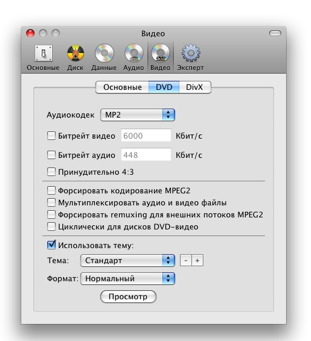 Видео
Основные Диск Данные Аудио Видео Эксперт
Основные DVD DivX
Аудиокодек MP2
Битрейт видео 6000 Кбит/с
Битрейт аудио 448 Кбит/с
Принудительно 4:3
Форсировать кодирование MPEG2
Мультиплексировать аудио и видео файлы
Форсировать remuxing для внешних потоков MPEG2
Циклически для дисков DVD-видео
Использовать тему:
Тема: Стандарт - +
Формат: Нормальный
Просмотр